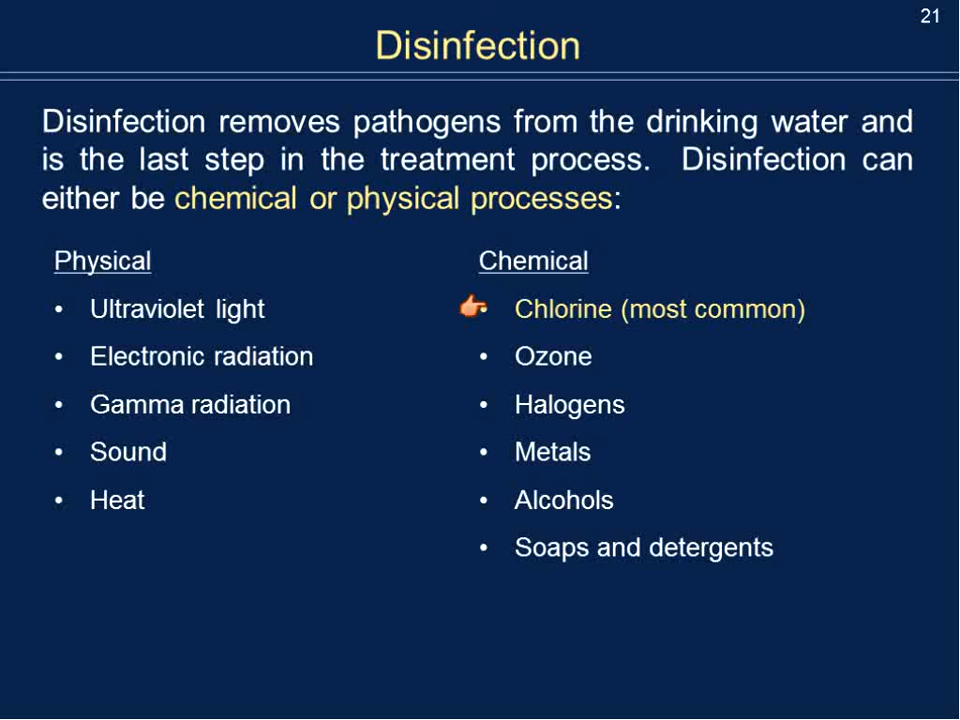 21
Disinfection
Disinfection removes pathogens from the drinking water and
is the last step in the treatment process. Disinfection can
either be chemical or physical processes:
Physical
• Ultraviolet light
• Electronic radiation
• Gamma radiation
• Sound
• Heat
Chemical
• Chlorine (most common)
• Ozone
• Halogens
• Metals
• Alcohols
• Soaps and detergents